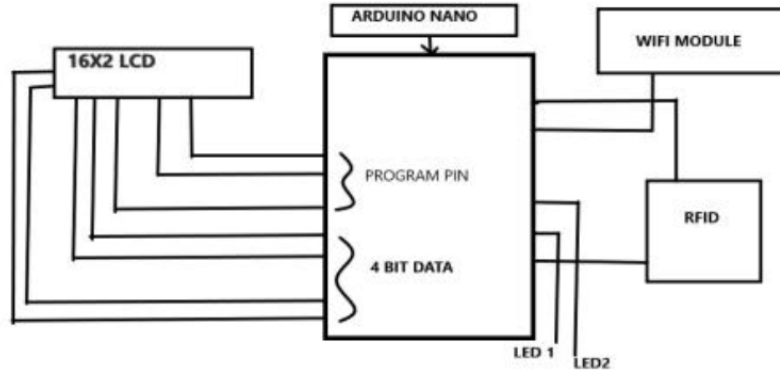 ARDUINO NANO
WIFI MODULE
16X2 LCD
PROGRAM PIN
RFID
4 BIT DATA
LED 1
LED2